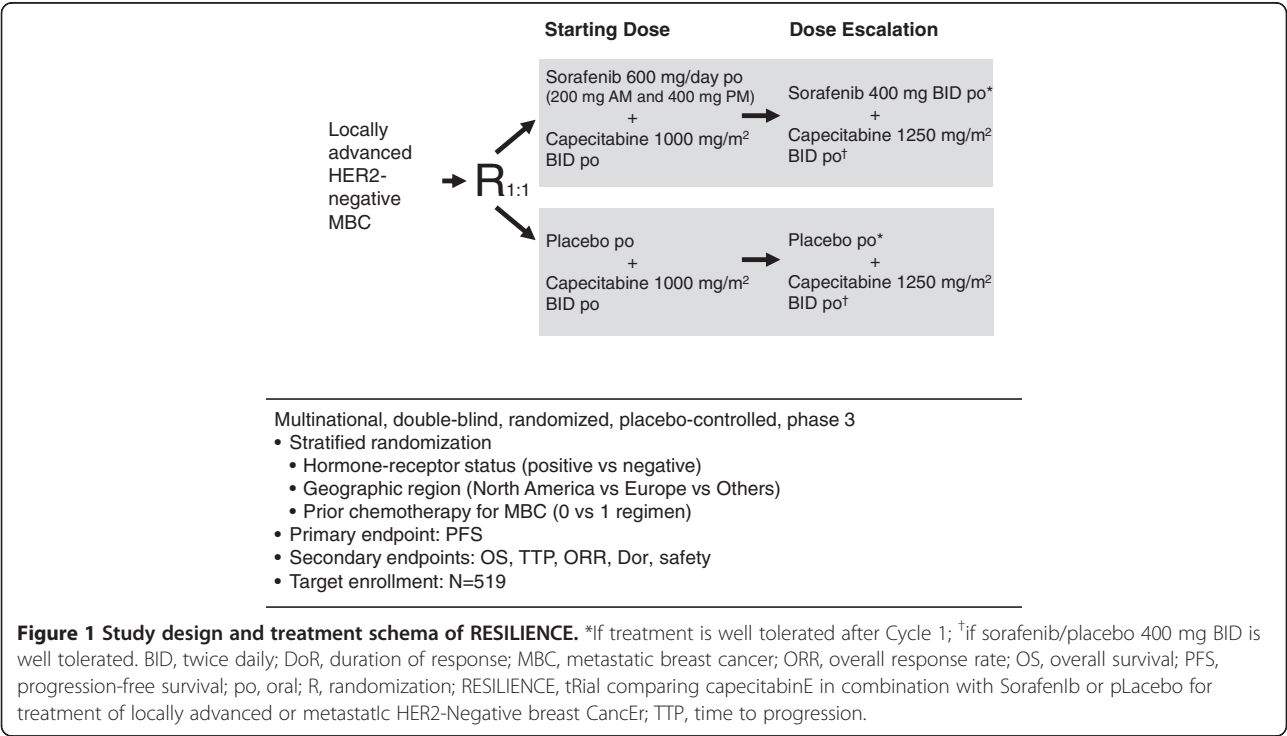 Starting Dose
Dose Escalation
Locally
advanced
HER2-
negative
MBC
R1:1
Sorafenib 600 mg/day po
(200 mg AM and 400 mg PM)
+
Capecitabine 1000 mg/m²
BID po
Sorafenib 400 mg BID po*
+
Capecitabine 1250 mg/m²
BID po†
Placebo po
+
Capecitabine 1000 mg/m²
BID po
Placebo po*
+
Capecitabine 1250 mg/m²
BID po†
Multinational, double-blind, randomized, placebo-controlled, phase 3
• Stratified randomization
• Hormone-receptor status (positive vs negative)
• Geographic region (North America vs Europe vs Others)
• Prior chemotherapy for MBC (0 vs 1 regimen)
• Primary endpoint: PFS
• Secondary endpoints: OS, TTP, ORR, Dor, safety
• Target enrollment: N=519
Figure 1 Study design and treatment schema of RESILIENCE. *If treatment is well tolerated after Cycle 1; †if sorafenib/placebo 400 mg BID is
well tolerated. BID, twice daily; DoR, duration of response; MBC, metastatic breast cancer; ORR, overall response rate; OS, overall survival; PFS,
progression-free survival; po, oral; R, randomization; RESILIENCE, tRial comparing capecitabinE in combination with SorafenIb or pLacebo for
treatment of locally advanced or metastatIc HER2-Negative breast CancEr; TTP, time to progression.